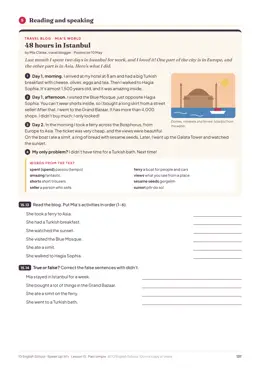 Reading and speaking
TRAVEL BLOG · MIA'S WORLD
48 hours in Istanbul
by Mia Clarke, travel blogger · Posted on 12 May
Last month I spent two days in Istanbul for work, and I loved it! One part of the city is in Europe, and
the other part is in Asia. Here's what I did.
1 Day 1, morning. I arrived at my hotel at 8 am and had a big Turkish
breakfast with cheese, olives, eggs and tea. Then I walked to Hagia
Sophia. It's almost 1,500 years old, and it was amazing inside.
2 Day 1, afternoon. I visited the Blue Mosque, just opposite Hagia
Sophia. You can't wear shorts inside, so I bought a long skirt from a street
seller! After that, I went to the Grand Bazaar. It has more than 4,000
shops. I didn't buy much; I only looked!
3 Day 2. In the morning I took a ferry across the Bosphorus, from
Europe to Asia. The ticket was very cheap, and the views were beautiful.
On the boat I ate a simit, a ring of bread with sesame seeds. Later, I went up the Galata Tower and watched
the sunset.
My only problem? I didn't have time for a Turkish bath. Next time!
WORDS FROM THE TEXT
spent (spend) passed (tiempo)
amazing fantastic
shorts short trousers
seller a person who sells
ferry a boat for people and cars
views what you see from a place
sesame seeds
sunset
Read the blog. Put Mia's activities in order (1–6).
She took a ferry to Asia.
She had a Turkish breakfast.
She watched the sunset.
She visited the Blue Mosque.
She ate a simit.
She walked to Hagia Sophia.
True or false? Correct the false sentences with didn't.
Mia stayed in Istanbul for a week.
She bought a lot of things in the Grand Bazaar.
She ate a simit on the ferry.
She went to a Turkish bath.